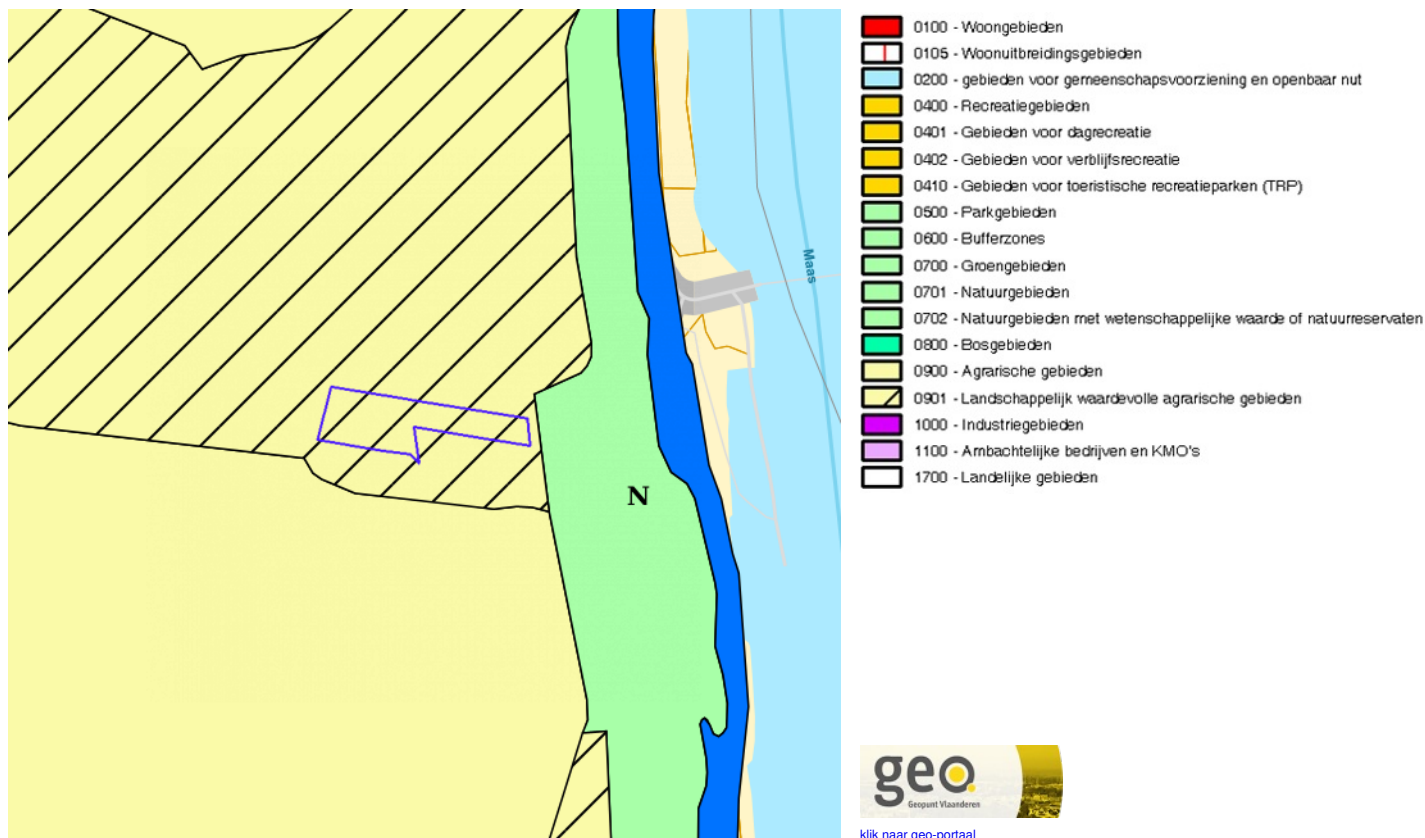 Maas
N
0100 - Woongebieden
0105 - Woonuitbreidingsgebieden
0200 - gebieden voor gemeenschapsvoorziening en openbaar nut
0400 - Recreatiegebieden
0401 - Gebieden voor dagrecreatie
0402 - Gebieden voor verblijfsrecreatie
0410 - Gebieden voor toeristische recreatieparken (TRP)
0500 - Parkgebieden
0600 - Bufferzones
0700 - Groengebieden
0701 - Natuurgebieden
0702 - Natuurgebieden met wetenschappelijke waarde of natuurreservaten
0800 - Bosgebieden
0900 - Agrarische gebieden
0901 - Landschappelijk waardevolle agrarische gebieden
1000 - Industriegebieden
1100 - Ambachtelijke bedrijven en KMO's
1700 - Landelijke gebieden
geo.
Geopunt Vlaanderen
klik naar geo-portaal